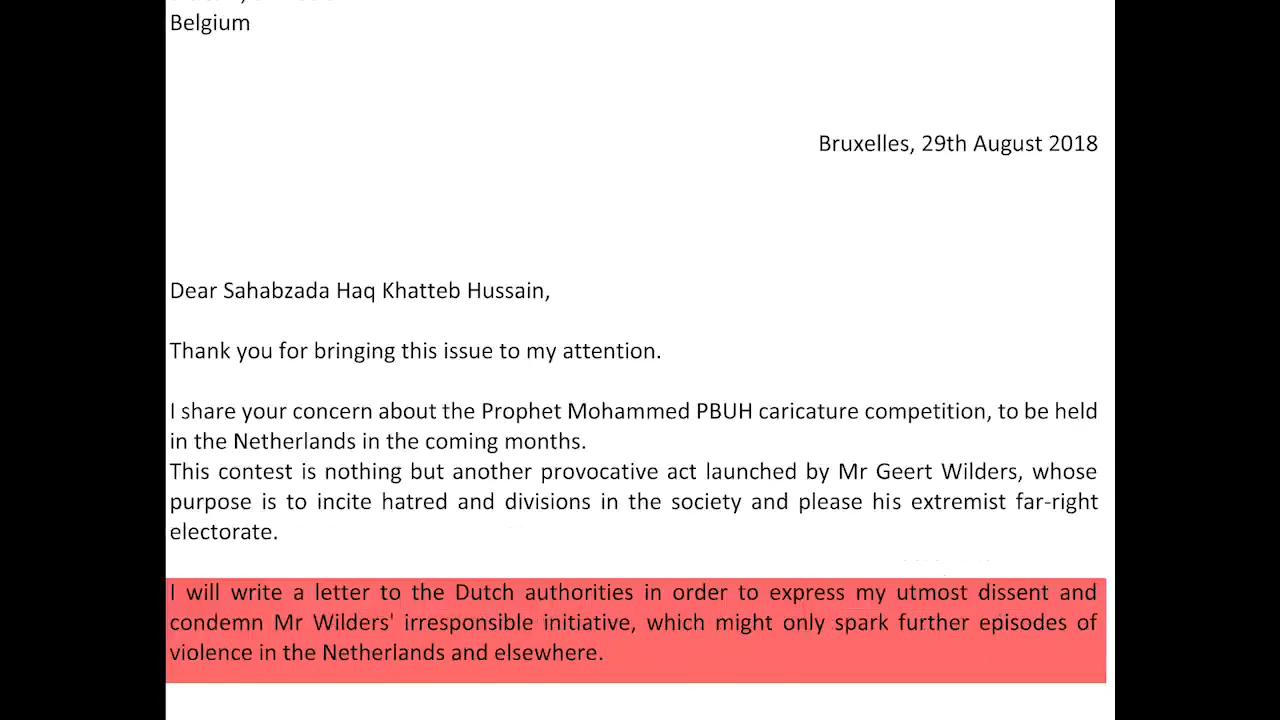 Belgium
Bruxelles, 29th August 2018
Dear Sahabzada Haq Khatteb Hussain,
Thank you for bringing this issue to my attention.
I share your concern about the Prophet Mohammed PBUH caricature competition, to be held
in the Netherlands in the coming months.
This contest is nothing but another provocative act launched by Mr Geert Wilders, whose
purpose is to incite hatred and divisions in the society and please his extremist far-right
electorate.
I will write a letter to the Dutch authorities in order to express my utmost dissent and
condemn Mr Wilders' irresponsible initiative, which might only spark further episodes of
violence in the Netherlands and elsewhere.